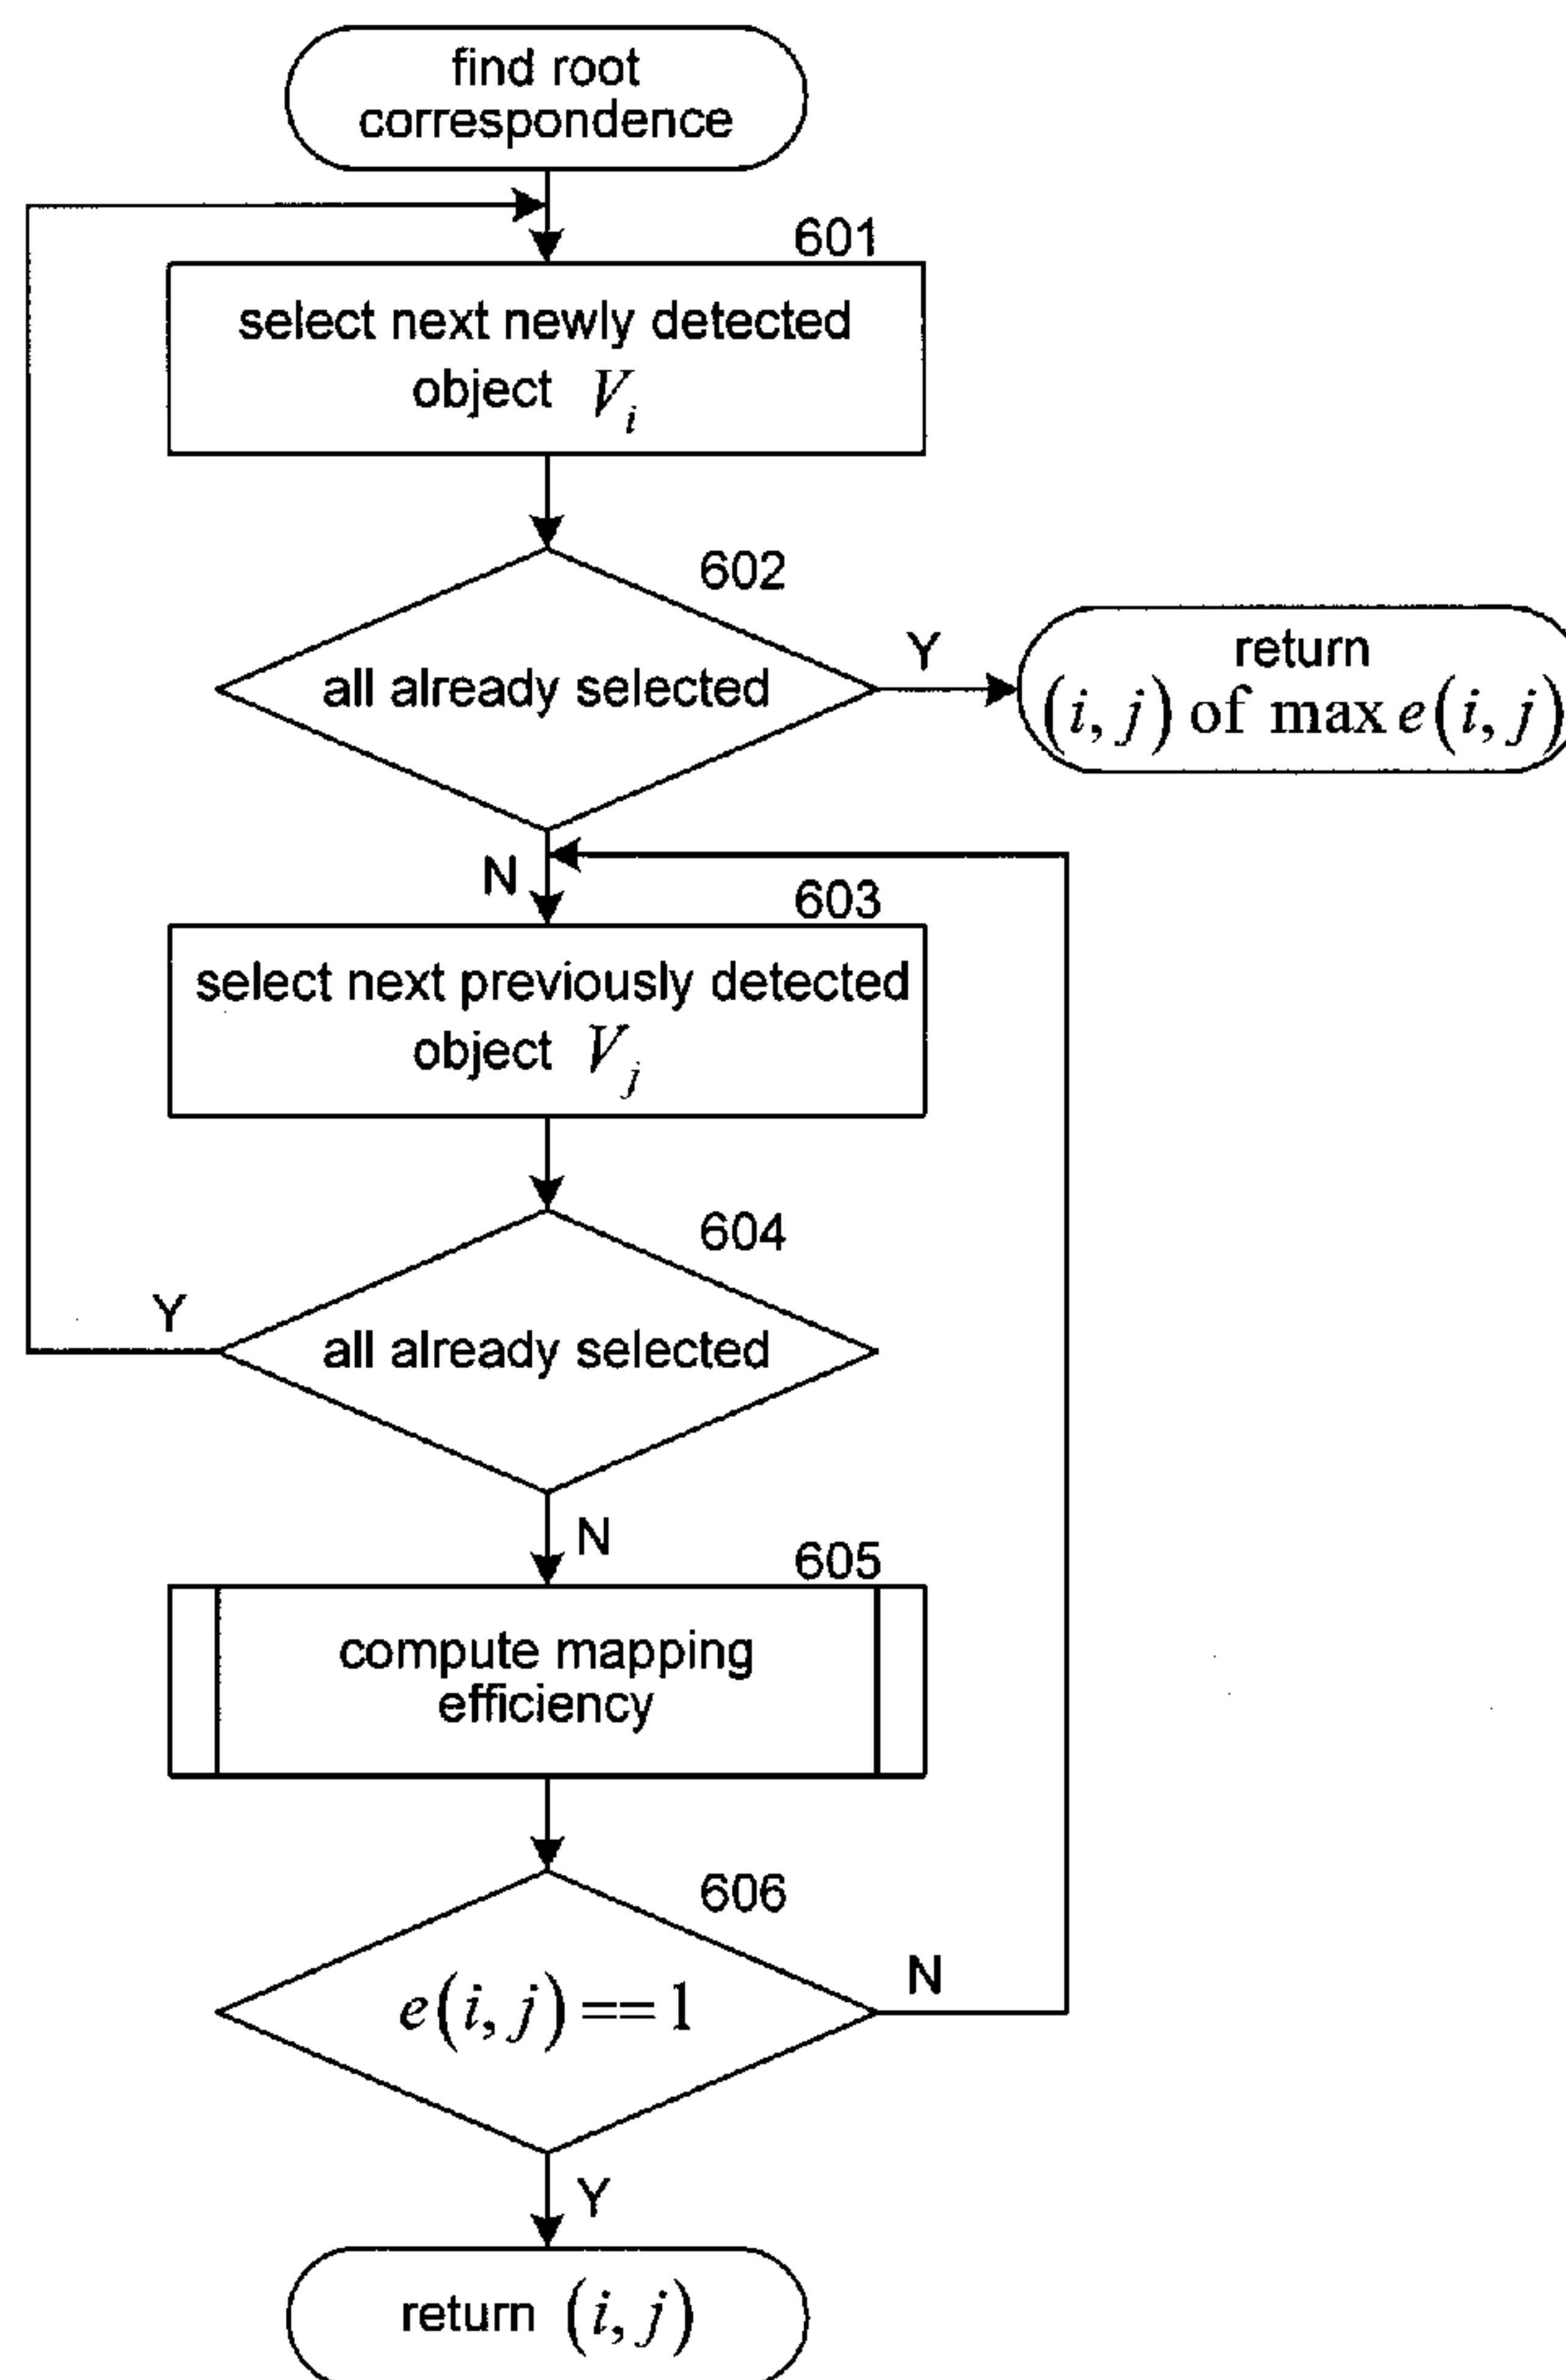 find root
correspondence
601
select next newly detected
object V_i
602
all already selected
Y
return
(i, j) of max e(i, j)
N
603
select next previously detected
object V_j
604
Y
all already selected
N
605
compute mapping
efficiency
606
e(i, j)==1
N
Y
return (i, j)